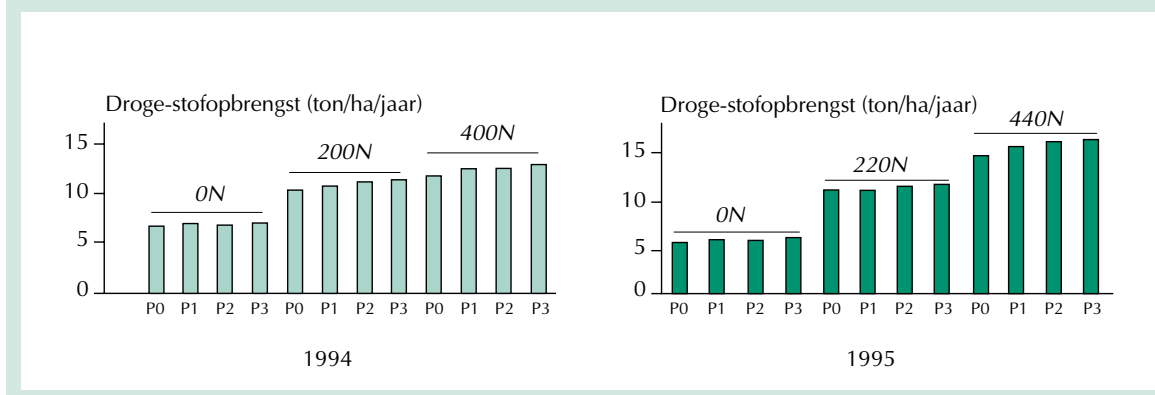 Droge-stofopbrengst (ton/ha/jaar)
15
10
5
0
0N
200N
400N
P0 P1 P2 P3 P0 P1 P2 P3 P0 P1 P2 P3
1994
Droge-stofopbrengst (ton/ha/jaar)
15
10
5
0
0N
220N
440N
P0 P1 P2 P3 P0 P1 P2 P3 P0 P1 P2 P3
1995